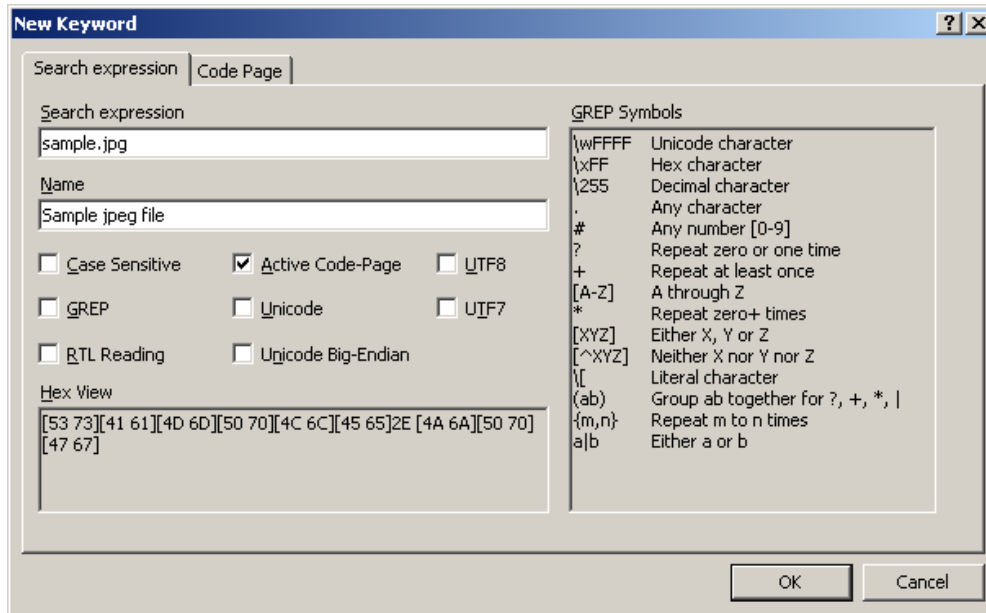 New Keyword
Search expression
Code Page
Search expression
sample.jpg
Name
Sample jpeg file
Case Sensitive
Active Code-Page
UTF8
GREP
Unicode
UTF7
RTL Reading
Unicode Big-Endian
Hex View
[53 73][41 61][4D 6D][50 70][4C 6C][45 65]2E [4A 6A][50 70]
[47 67]
GREP Symbols
\wFFFF Unicode character
\xFF Hex character
\255 Decimal character
. Any character
# Any number [0-9]
? Repeat zero or one time
+ Repeat at least once
[A-Z] A through Z
* Repeat zero+ times
[XYZ] Either X, Y or Z
[^XYZ] Neither X nor Y nor Z
\[ Literal character
(ab) Group ab together for ?, +, *, |
{m,n} Repeat m to n times
a|b Either a or b
OK
Cancel